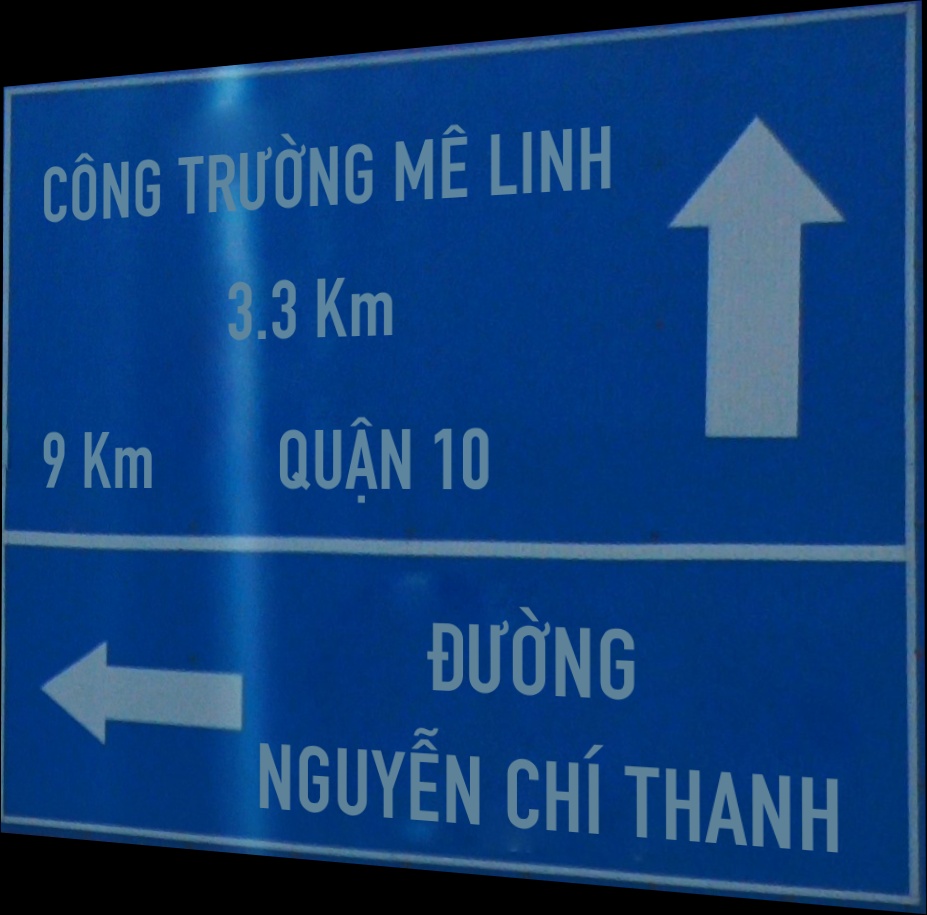 CÔNG TRƯỜNG MÊ LINH
3.3 Km
9 Km QUẬN 10
ĐƯỜNG
NGUYỄN CHÍ THANH